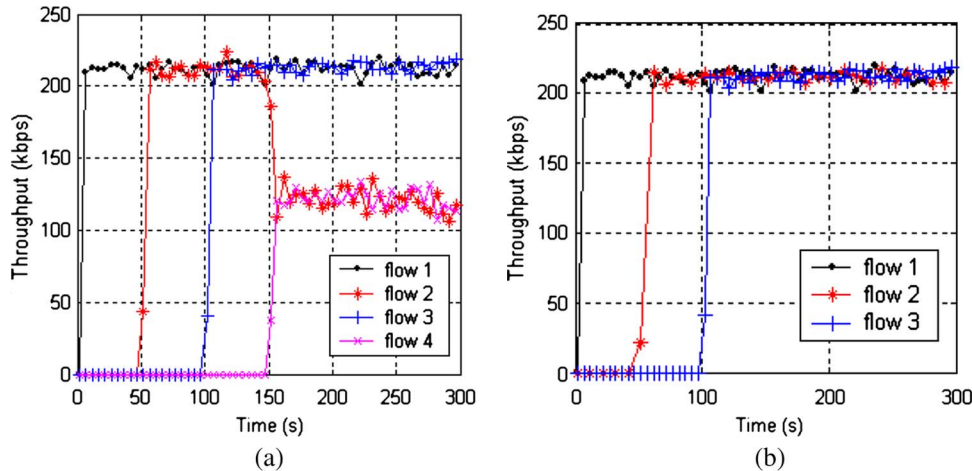 250
200
150
100
50
0
Throughput (kbps)
0 50 100 150 200 250 300
Time (s)
flow 1
flow 2
flow 3
flow 4
(a)
250
200
150
200
50
0
Throughput (kbps)
0 100 200 300
Time (s)
flow 1
flow 2
flow 3
(b)